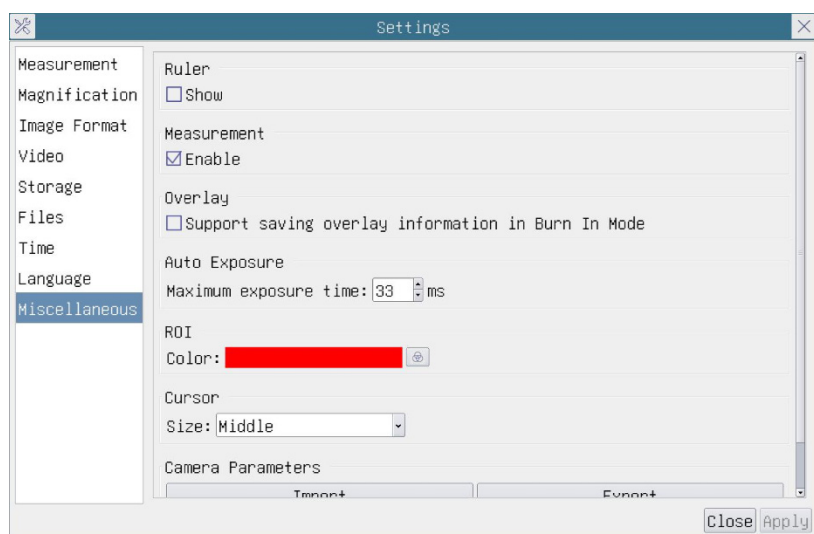 Settings
Measurement
Magnification
Image Format
Video
Storage
Files
Time
Language
Miscellaneous
Ruler
Show
Measurement
Enable
Overlay
Support saving overlay information in Burn In Mode
Auto Exposure
Maximum exposure time: 33 ms
ROI
Color:
Cursor
Size: Middle
Camera Parameters
Import Export
Close Apply